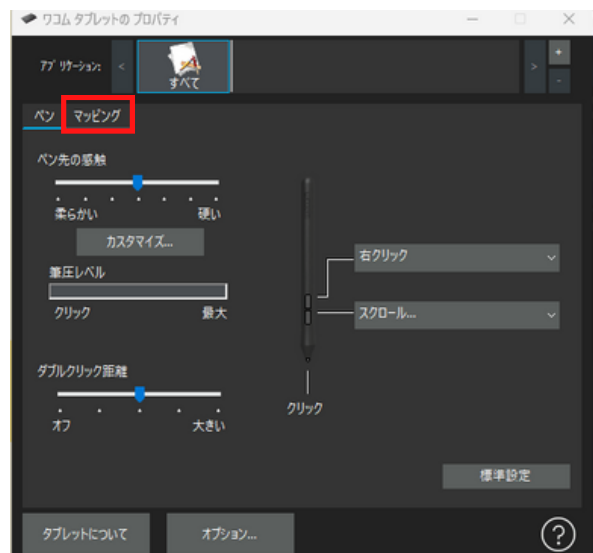 ワコム タブレットの プロパティ
アプリケーション: < すべて > +
-
ペン マッピング
ペン先の感触
柔らかい 硬い
カスタマイズ...
筆圧レベル
クリック 最大
右クリック
スクロール...
ダブルクリック距離
オフ 大きい
クリック
標準設定
タブレットについて オプション... ?